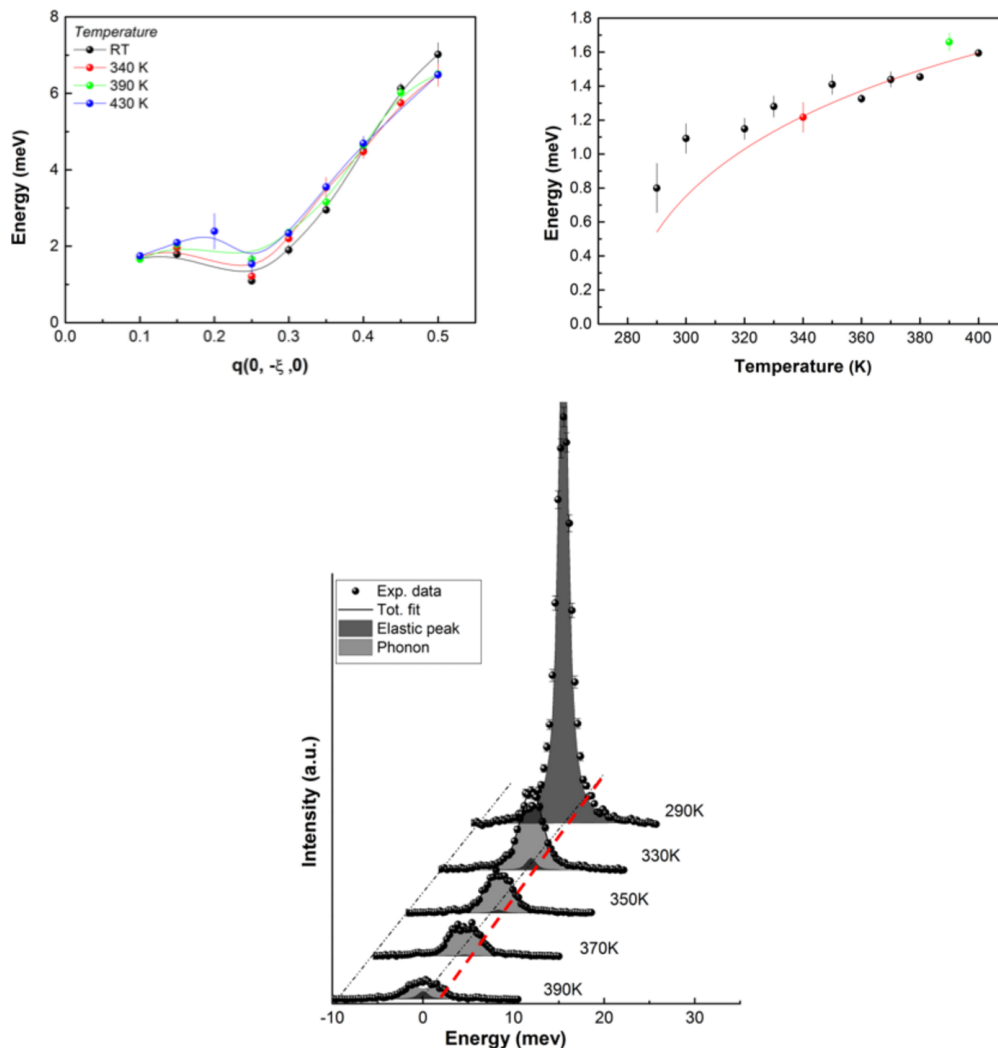 Temperature
RT
340 K
390 K
430 K
8
6
4
2
0
Energy (meV)
0.0
0.1
0.2
0.3
0.4
0.5
q(0, -ξ ,0)
1.8
1.6
1.4
1.2
1.0
0.8
0.6
0.4
0.2
0.0
Energy (meV)
280
300
320
340
360
380
400
Temperature (K)
Exp. data
Tot. fit
Elastic peak
Phonon
Intensity (a.u.)
290K
330K
350K
370K
390K
-10
0
10
20
30
Energy (mev)